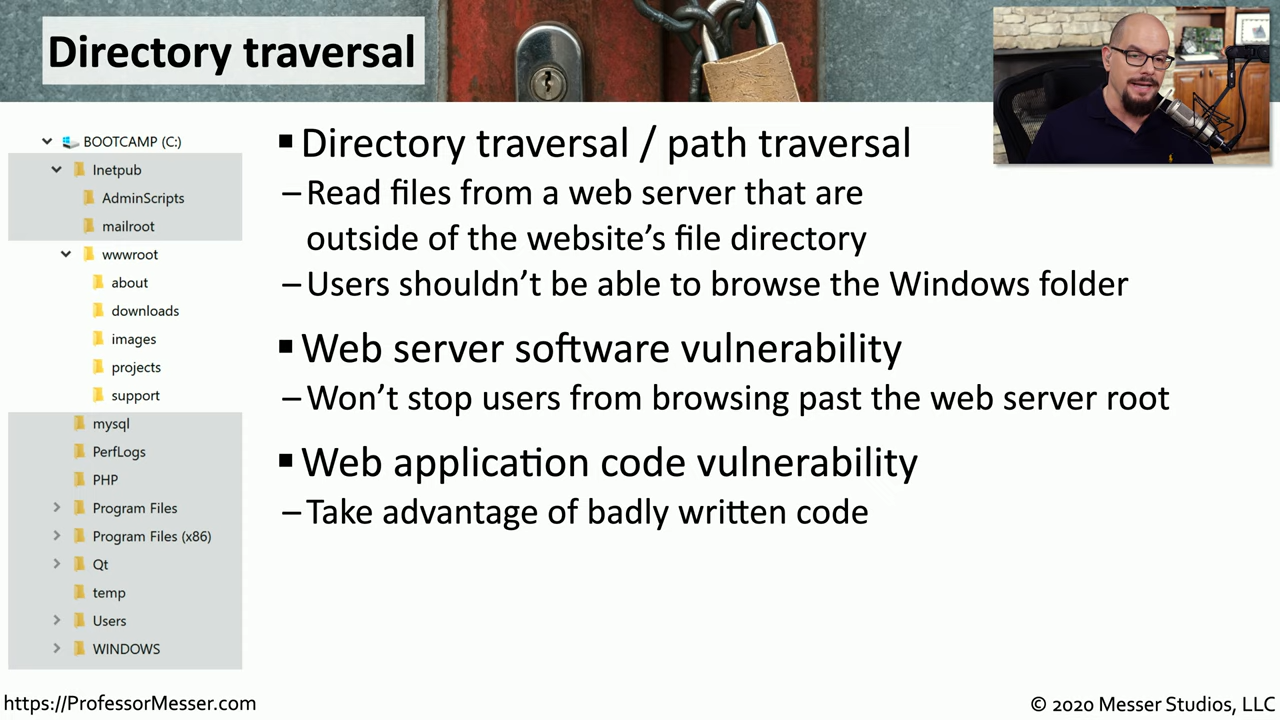 Directory traversal
BOOTCAMP (C:)
Inetpub
AdminScripts
mailroot
wwwroot
about
downloads
images
projects
support
mysql
PerfLogs
PHP
Program Files
Program Files (x86)
Qt
temp
Users
WINDOWS
▪ Directory traversal / path traversal
– Read files from a web server that are
outside of the website’s file directory
– Users shouldn’t be able to browse the Windows folder
▪ Web server software vulnerability
– Won’t stop users from browsing past the web server root
▪ Web application code vulnerability
– Take advantage of badly written code
https://ProfessorMesser.com
© 2020 Messer Studios, LLC